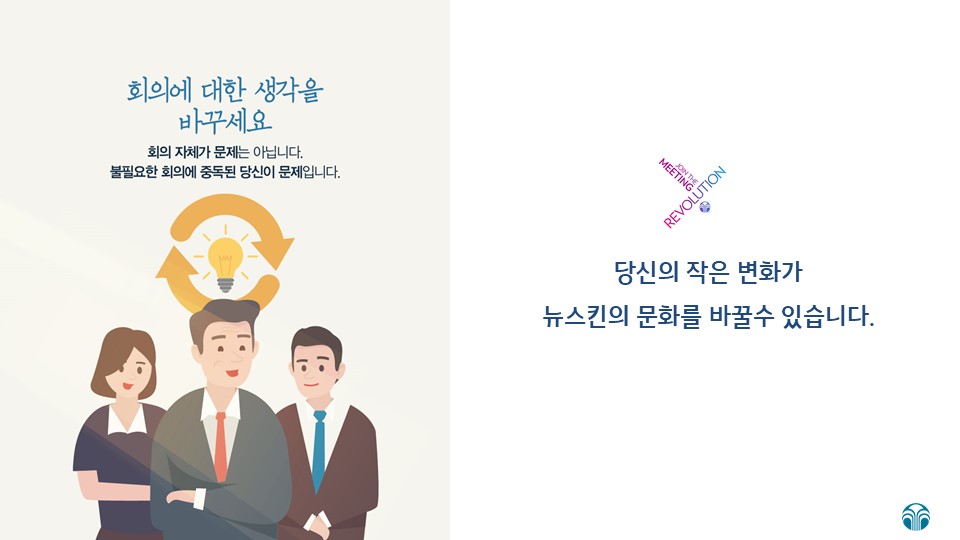 회의에 대한 생각을
바꾸세요
회의 자체가 문제는 아닙니다.
불필요한 회의에 중독된 당신이 문제입니다.
JOIN THE
MEETING
REVOLUTION
당신의 작은 변화가
뉴스킨의 문화를 바꿀수 있습니다.